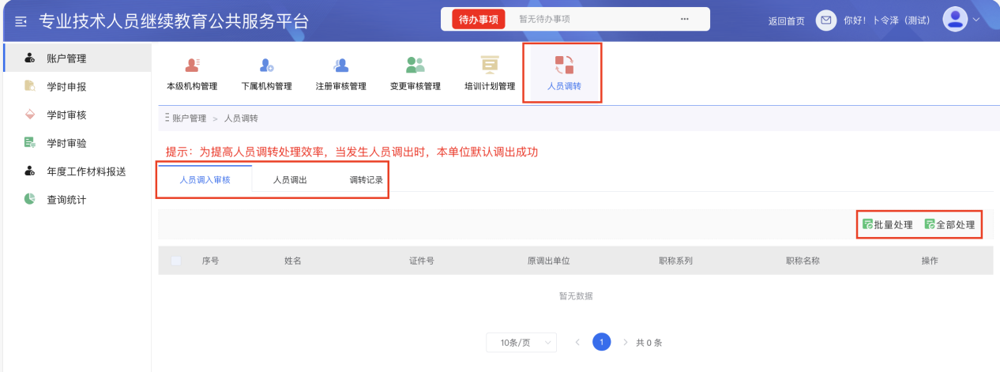 专业技术人员继续教育公共服务平台
待办事项 暂无待办事项 ...
返回首页 你好！卜令泽（测试）
账户管理
学时申报
学时审核
学时审验
年度工作材料报送
查询统计
本级机构管理 下属机构管理 注册审核管理 变更审核管理 培训计划管理 人员调转
账户管理 > 人员调转
提示：为提高人员调转处理效率，当发生人员调出时，本单位默认调出成功
人员调入审核 人员调出 调转记录
批量处理 全部处理
序号 姓名 证件号 原调出单位 职称系列 职称名称 操作
暂无数据
10条/页 < 1 > 共 0 条